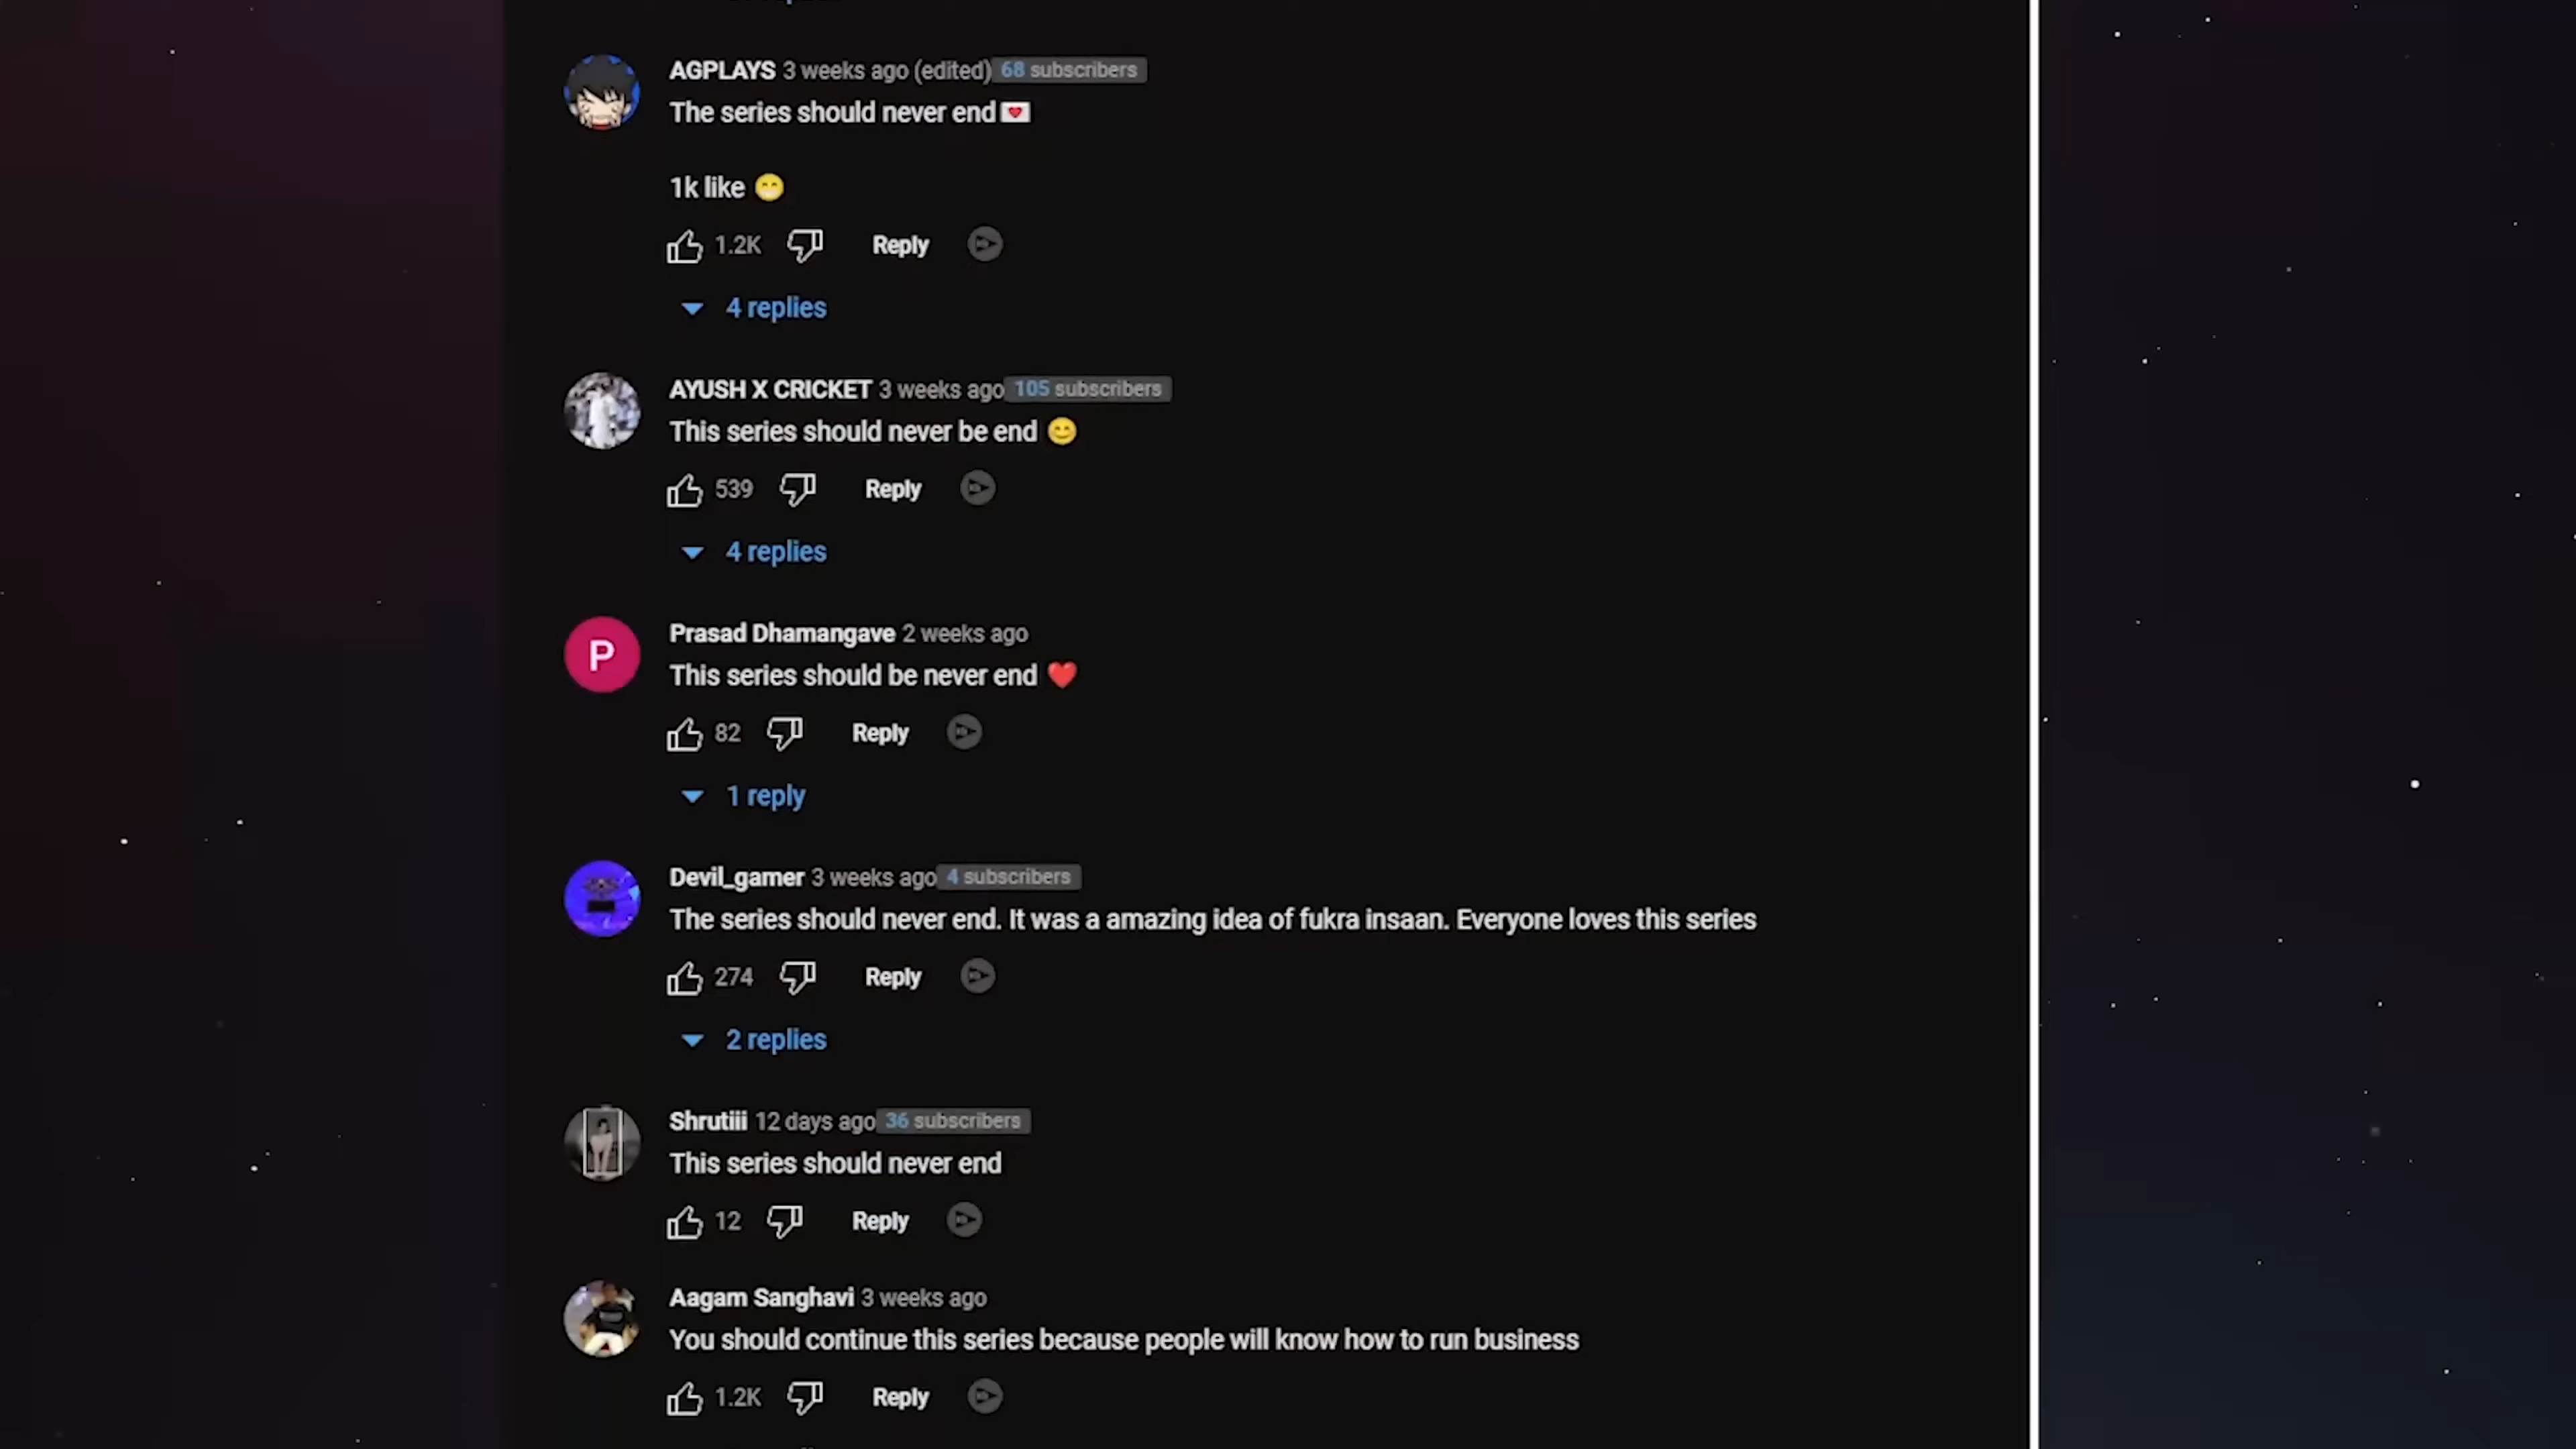 AGPLAYS 3 weeks ago (edited) 68 subscribers
The series should never end💌
1k like 😁
1.2K Reply
4 replies
AYUSH X CRICKET 3 weeks ago 105 subscribers
This series should never be end 😊
539 Reply
4 replies
P
Prasad Dhamangave 2 weeks ago
This series should be never end ❤️
82 Reply
1 reply
Devil_gamer 3 weeks ago 4 subscribers
The series should never end. It was a amazing idea of fukra insaan. Everyone loves this series
274 Reply
2 replies
Shrutiii 12 days ago 36 subscribers
This series should never end
12 Reply
Aagam Sanghavi 3 weeks ago
You should continue this series because people will know how to run business
1.2K Reply